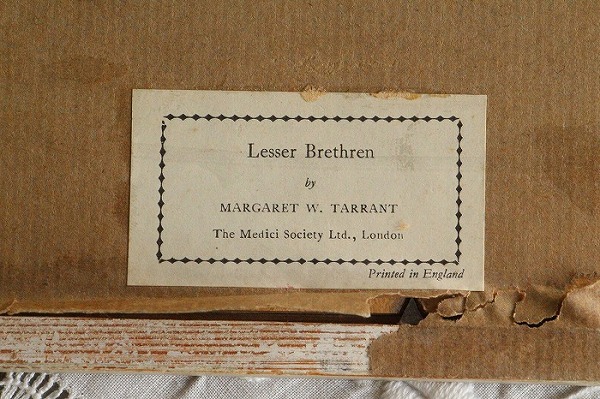 Lesser Brethren
by
MARGARET W. TARRANT
The Medici Society Ltd., London
Printed in England